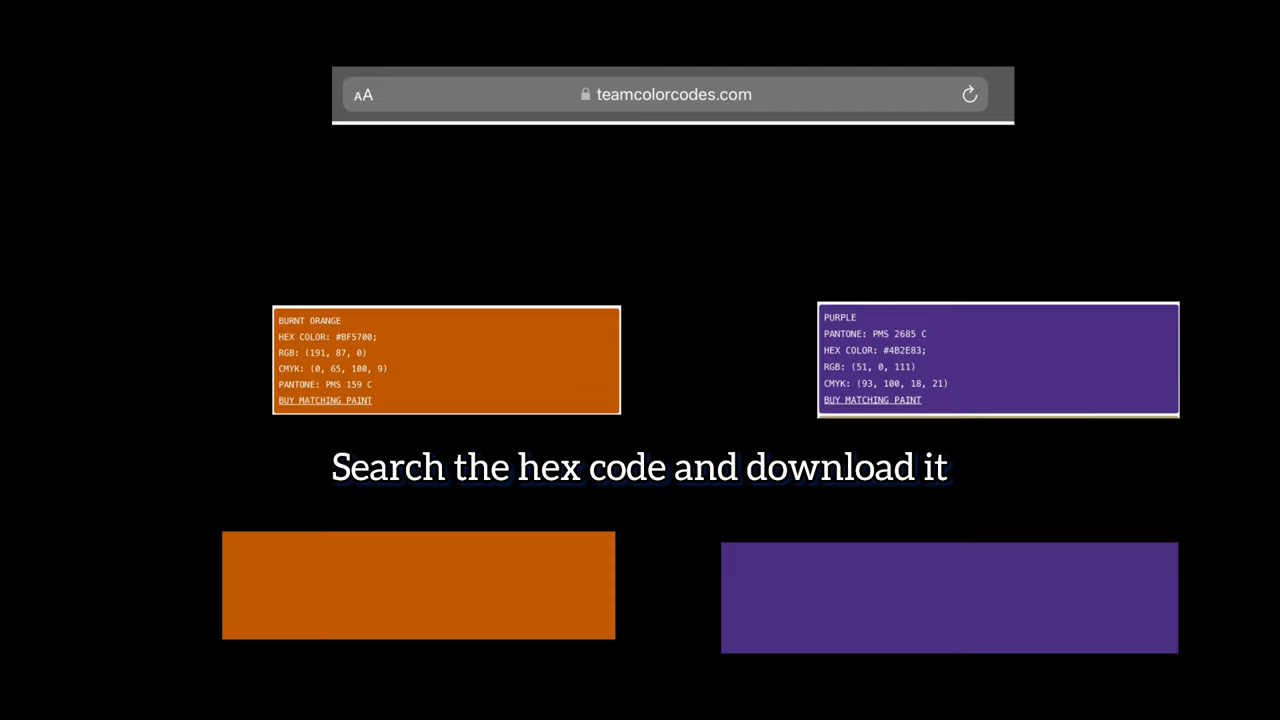 AA
teamcolorcodes.com
BURNT ORANGE
HEX COLOR: #BF5700;
RGB: (191, 87, 0)
CMYK: (0, 65, 100, 9)
PANTONE: PMS 159 C
BUY MATCHING PAINT
PURPLE
PANTONE: PMS 2685 C
HEX COLOR: #4B2E83;
RGB: (51, 0, 111)
CMYK: (93, 100, 18, 21)
BUY MATCHING PAINT
Search the hex code and download it